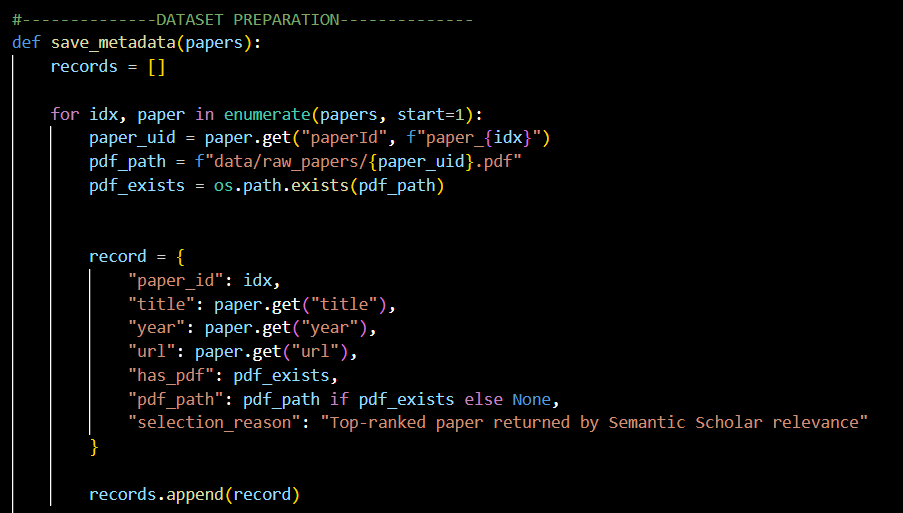 #--------------DATASET PREPARATION--------------
def save_metadata(papers):
    records = []
    for idx, paper in enumerate(papers, start=1):
        paper_uid = paper.get("paperId", f"paper_{idx}")
        pdf_path = f"data/raw_papers/{paper_uid}.pdf"
        pdf_exists = os.path.exists(pdf_path)
        record = {
            "paper_id": idx,
            "title": paper.get("title"),
            "year": paper.get("year"),
            "url": paper.get("url"),
            "has_pdf": pdf_exists,
            "pdf_path": pdf_path if pdf_exists else None,
            "selection_reason": "Top-ranked paper returned by Semantic Scholar relevance"
        }
        records.append(record)